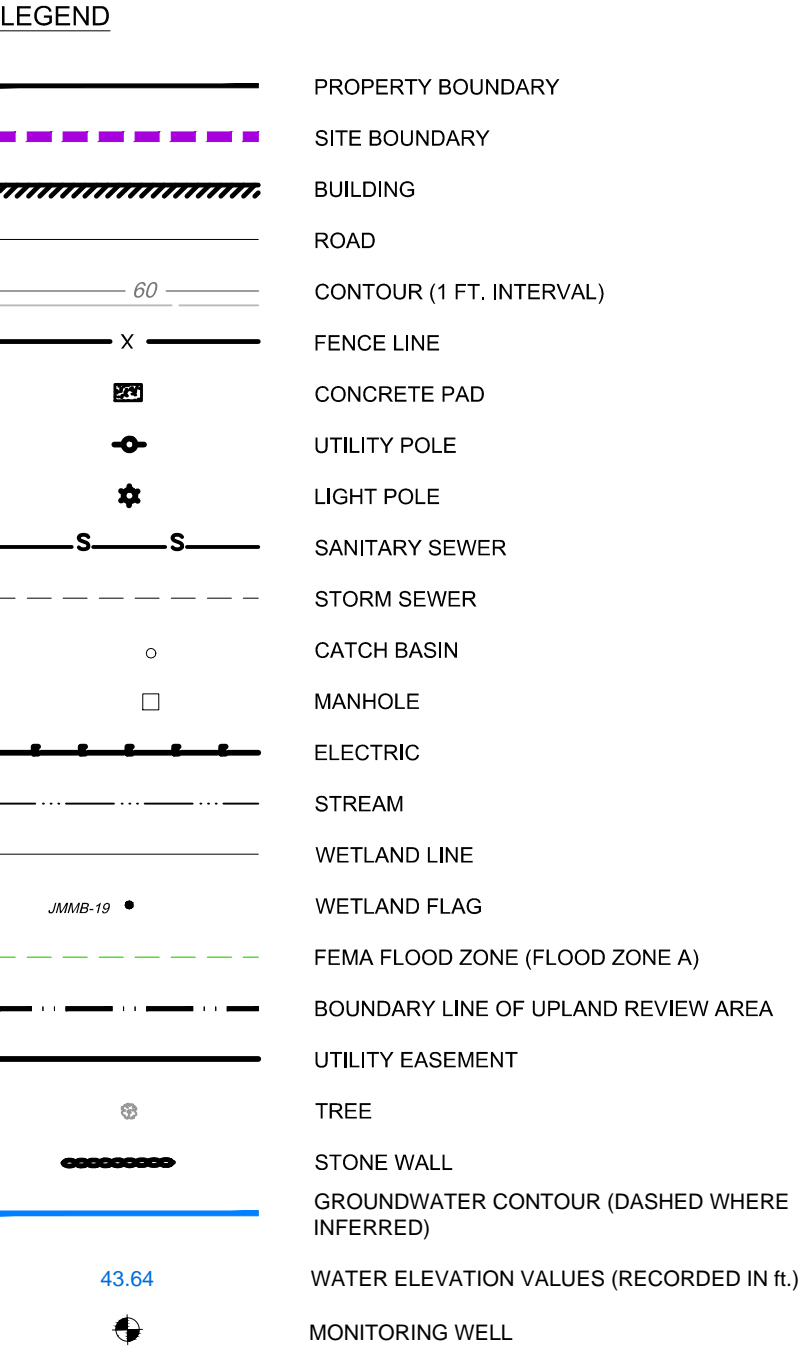 LEGEND
PROPERTY BOUNDARY
SITE BOUNDARY
BUILDING
ROAD
60 CONTOUR (1 FT. INTERVAL)
X FENCE LINE
CONCRETE PAD
UTILITY POLE
LIGHT POLE
S S SANITARY SEWER
STORM SEWER
CATCH BASIN
MANHOLE
ELECTRIC
STREAM
WETLAND LINE
JMMB-19 WETLAND FLAG
FEMA FLOOD ZONE (FLOOD ZONE A)
BOUNDARY LINE OF UPLAND REVIEW AREA
UTILITY EASEMENT
TREE
STONE WALL
GROUNDWATER CONTOUR (DASHED WHERE
INFERRED)
43.64 WATER ELEVATION VALUES (RECORDED IN ft.)
MONITORING WELL